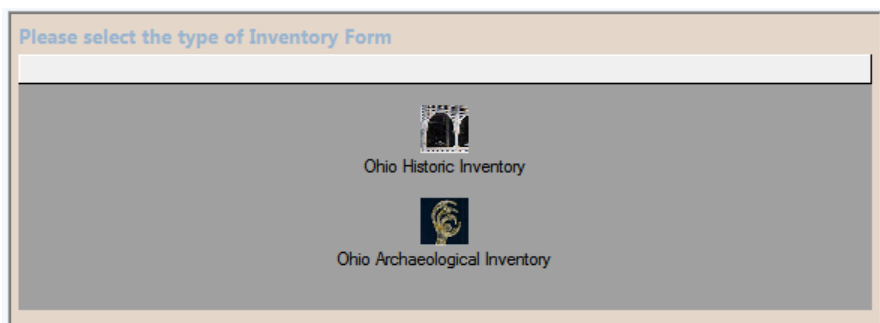 Please select the type of Inventory Form
Ohio Historic Inventory
Ohio Archaeological Inventory